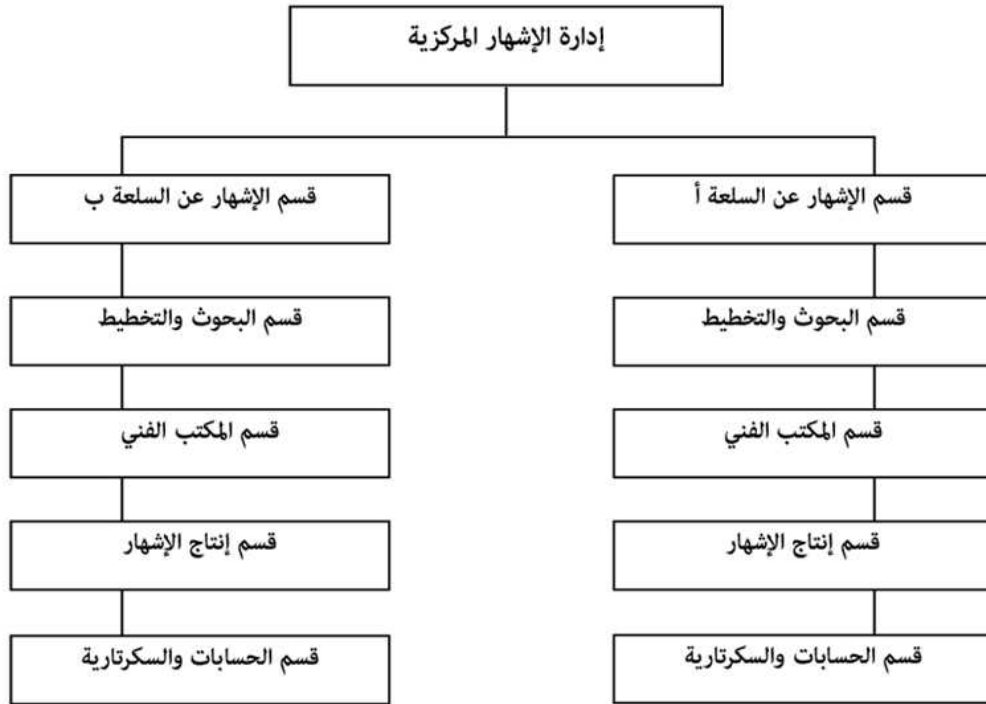 إدارة الإشهار المركزية
قسم الإشهار عن السلعة أ
قسم الإشهار عن السلعة ب
قسم البحوث والتخطيط
قسم البحوث والتخطيط
قسم المكتب الفني
قسم المكتب الفني
قسم إنتاج الإشهار
قسم إنتاج الإشهار
قسم الحسابات والسكرتارية
قسم الحسابات والسكرتارية